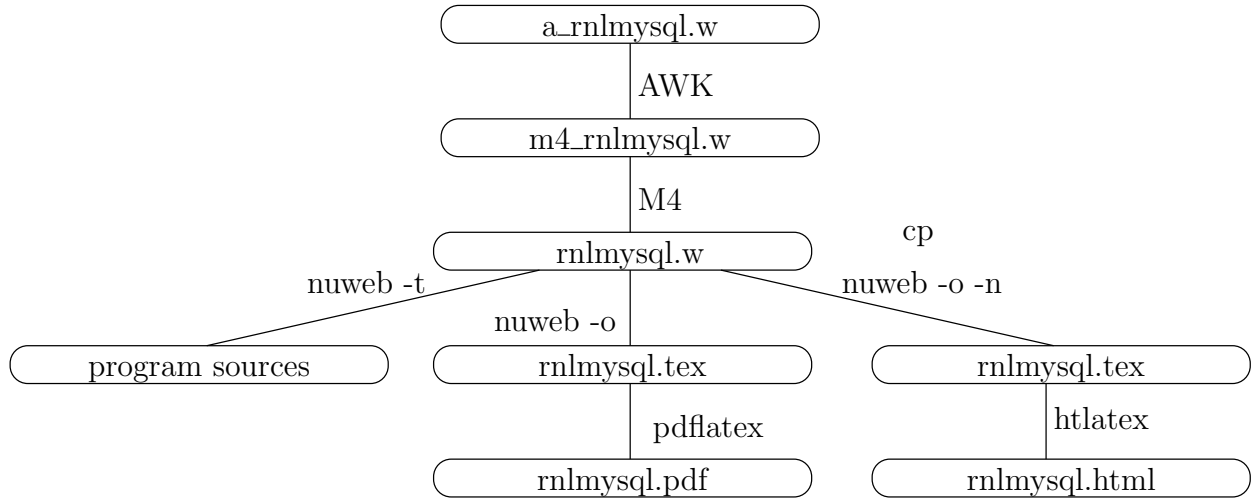 a_rnlmysql.w
AWK
m4_rnlmysql.w
M4
cp
rnlmysql.w
nuweb -t
nuweb -o -n
nuweb -o
program sources
rnlmysql.tex
rnlmysql.tex
pdflatex
htlatex
rnlmysql.pdf
rnlmysql.html